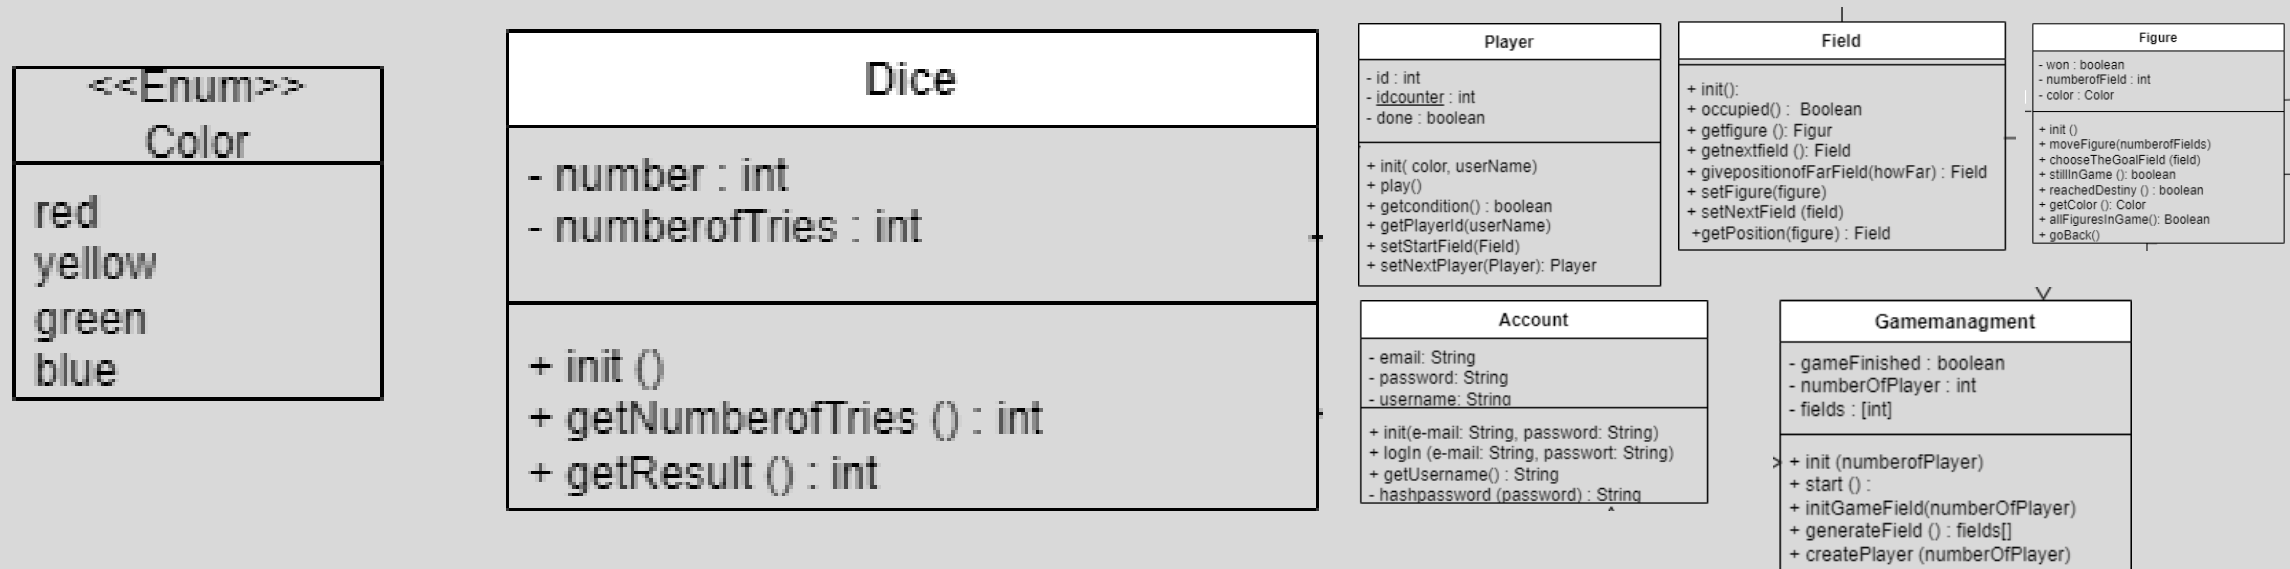 <<Enum>>
Color
red
yellow
green
blue
Dice
- number : int
- numberofTries : int
+ init ()
+ getNumberofTries () : int
+ getResult () : int
Player
- id : int
- idcounter : int
- done : boolean
+ init( color, userName)
+ play()
+ getcondition() : boolean
+ getPlayerId(userName)
+ setStartField(Field)
+ setNextPlayer(Player): Player
Field
+ init():
+ occupied() : Boolean
+ getfigure (): Figur
+ getnextfield (): Field
+ givepositionofFarField(howFar) : Field
+ setFigure(figure)
+ setNextField (field)
+getPosition(figure) : Field
Figure
- won : boolean
- numberofField : int
- color : Color
+ init ()
+ moveFigure(numberofFields)
+ chooseTheGoalField (field)
+ stillInGame (): boolean
+ reachedDestiny () : boolean
+ getColor (): Color
+ allFiguresInGame(): Boolean
+ goBack()
Account
- email: String
- password: String
- username: String
+ init(e-mail: String, password: String)
+ logIn (e-mail: String, passwort: String)
+ getUsername() : String
- hashpassword (password) : String
Gamemanagment
- gameFinished : boolean
- numberOfPlayer : int
- fields : [int]
+ init (numberofPlayer)
+ start () :
+ initGameField(numberOfPlayer)
+ generateField () : fields[]
+ createPlayer (numberOfPlayer)